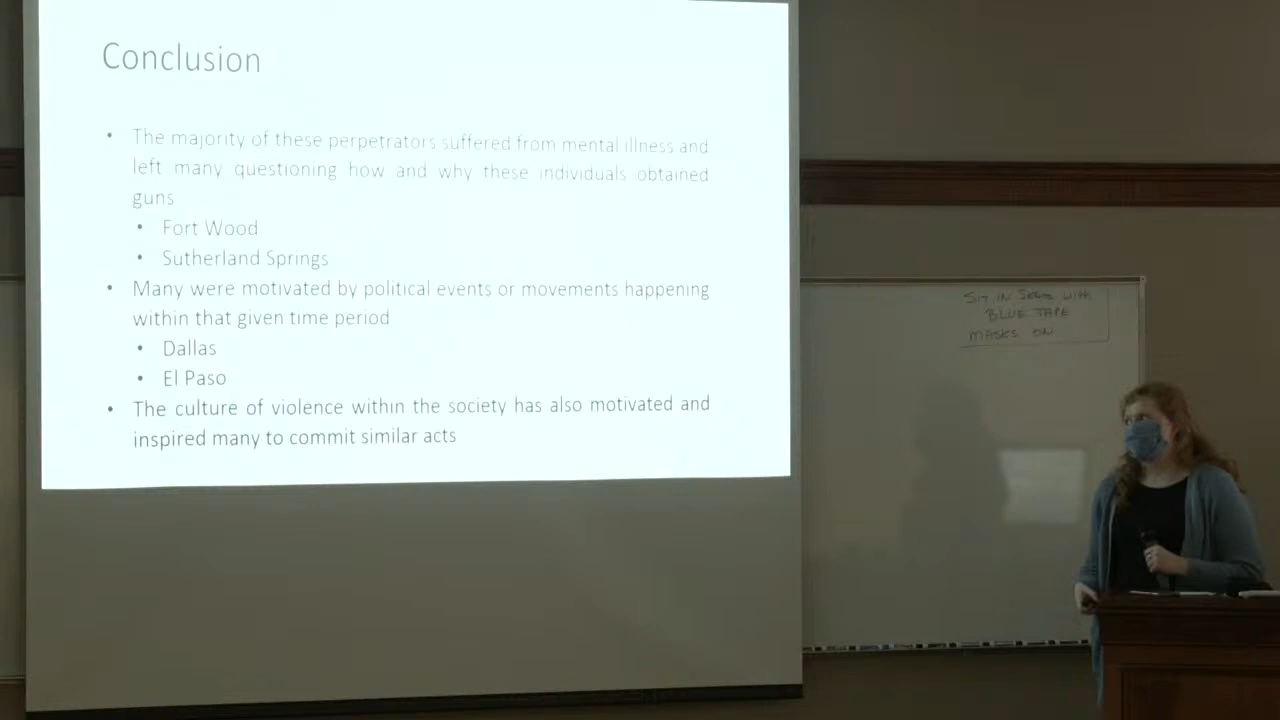 Conclusion
• The majority of these perpetrators suffered from mental illness and
left many questioning how and why these individuals obtained
guns
• Fort Wood
• Sutherland Springs
• Many were motivated by political events or movements happening
within that given time period
• Dallas
• El Paso
• The culture of violence within the society has also motivated and
inspired many to commit similar acts
SIT IN SEATS WITH
BLUE TAPE
MASKS ON